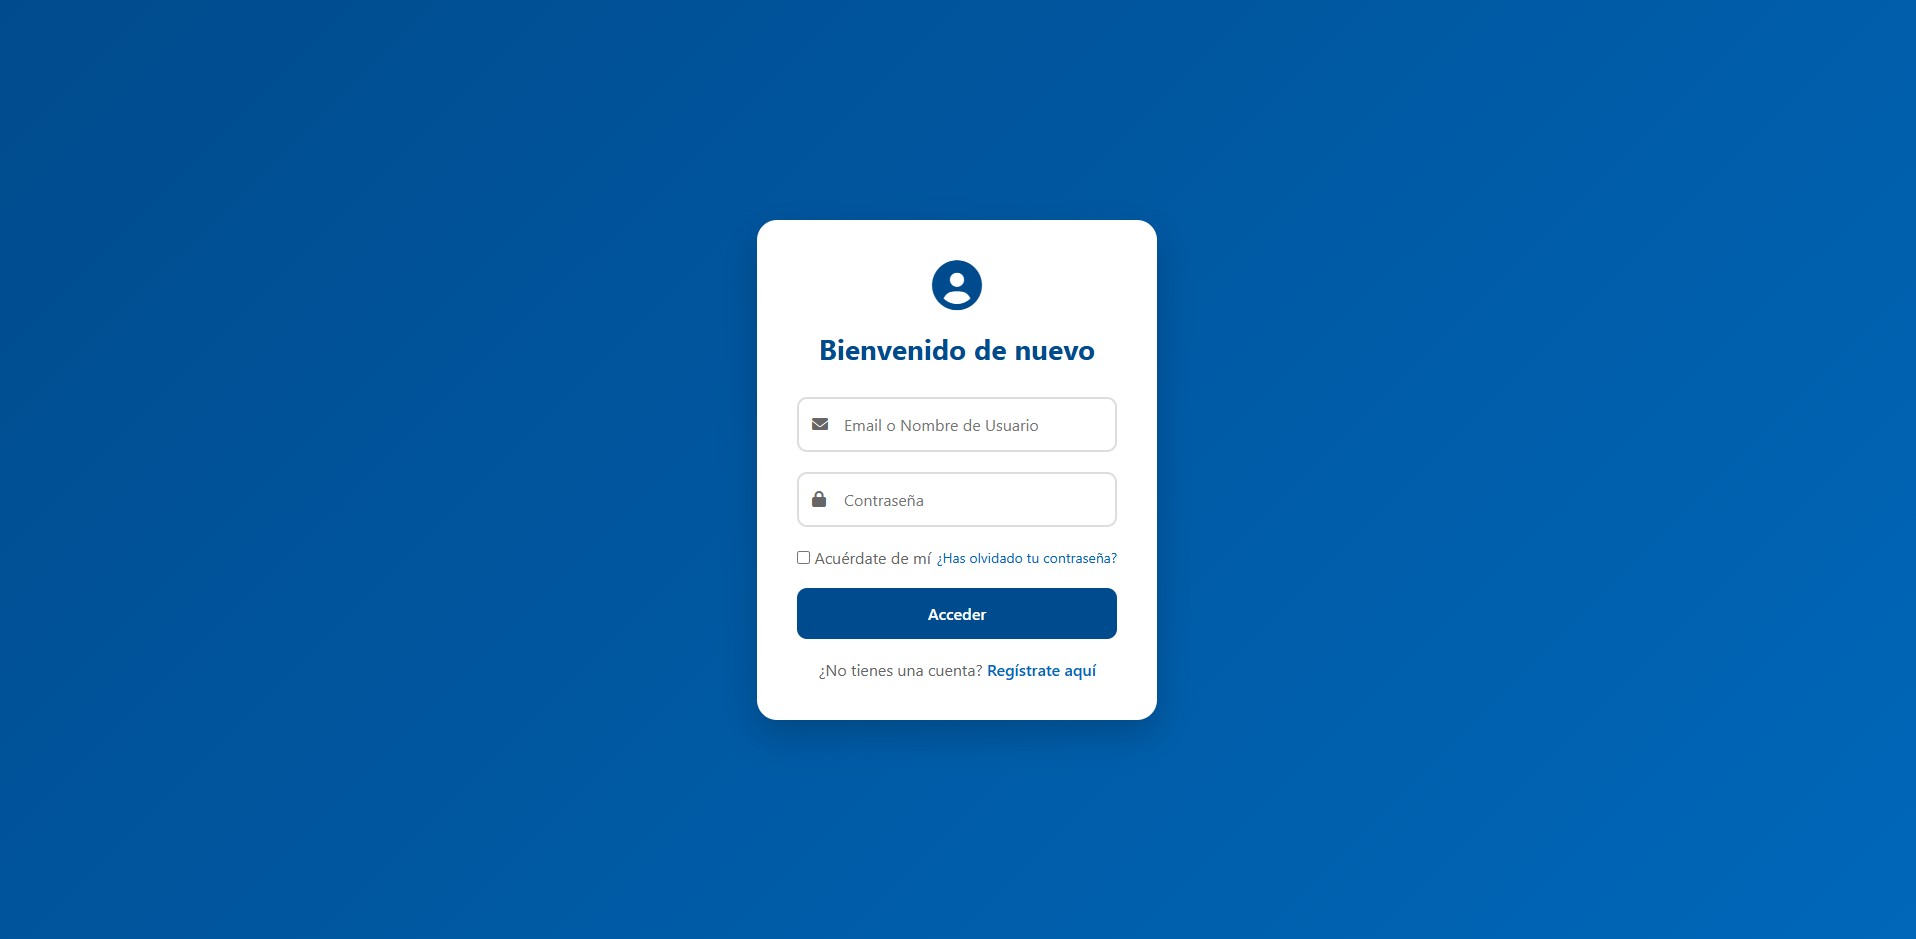 Bienvenido de nuevo
Email o Nombre de Usuario
Contraseña
Acuérdate de mí ¿Has olvidado tu contraseña?
Acceder
¿No tienes una cuenta? Regístrate aquí